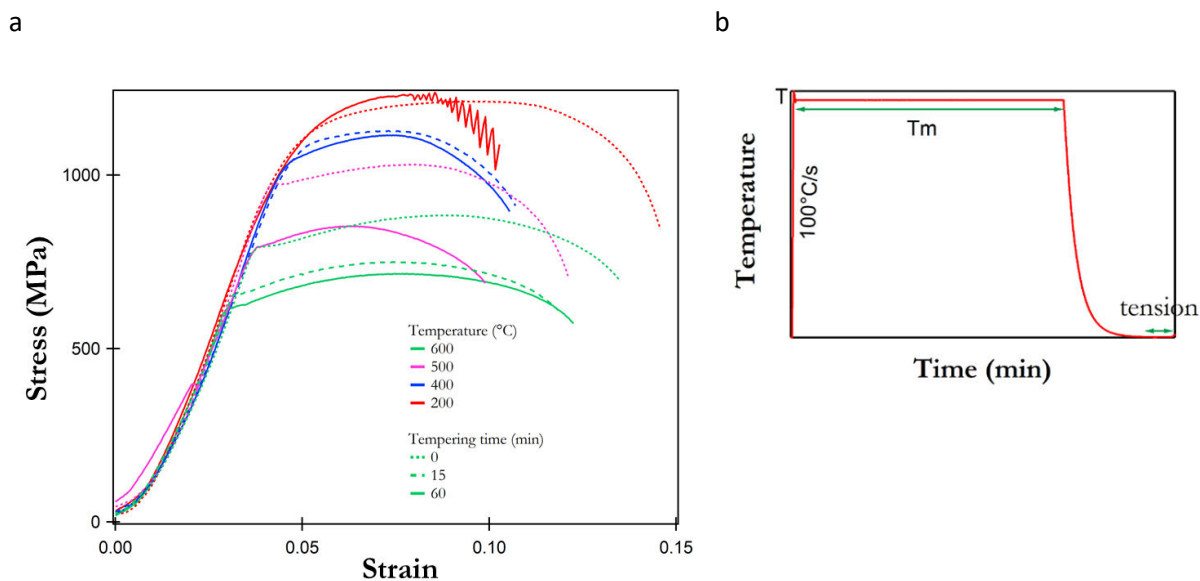 a
b
Stress (MPa)
1000
500
0
0.00
0.05
0.10
0.15
Strain
Temperature (°C)
600
500
400
200
Tempering time (min)
0
15
60
T
Temperature
100°C/s
Tm
tension
Time (min)